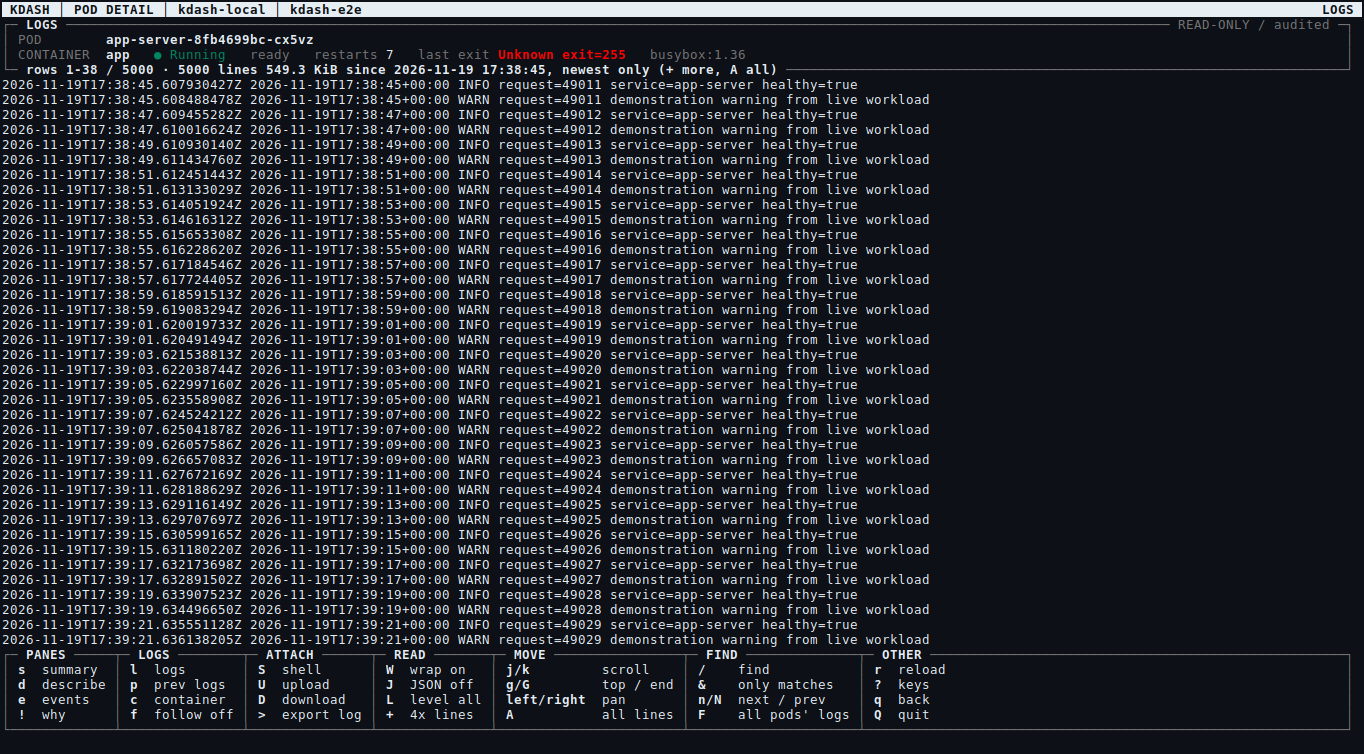 KDASH │ POD DETAIL │ kdash-local │ kdash-e2e LOGS
LOGS READ-ONLY / audited
POD app-server-8fb4699bc-cx5vz
CONTAINER app ● Running ready restarts 7 last exit Unknown exit=255 busybox:1.36
rows 1-38 / 5000 · 5000 lines 549.3 KiB since 2026-11-19 17:38:45, newest only (+ more, A all)
2026-11-19T17:38:45.607930427Z 2026-11-19T17:38:45+00:00 INFO request=49011 service=app-server healthy=true
2026-11-19T17:38:45.608488478Z 2026-11-19T17:38:45+00:00 WARN request=49011 demonstration warning from live workload
2026-11-19T17:38:47.609455282Z 2026-11-19T17:38:47+00:00 INFO request=49012 service=app-server healthy=true
2026-11-19T17:38:47.610016624Z 2026-11-19T17:38:47+00:00 WARN request=49012 demonstration warning from live workload
2026-11-19T17:38:49.610930140Z 2026-11-19T17:38:49+00:00 INFO request=49013 service=app-server healthy=true
2026-11-19T17:38:49.611434760Z 2026-11-19T17:38:49+00:00 WARN request=49013 demonstration warning from live workload
2026-11-19T17:38:51.612451443Z 2026-11-19T17:38:51+00:00 INFO request=49014 service=app-server healthy=true
2026-11-19T17:38:51.613133029Z 2026-11-19T17:38:51+00:00 WARN request=49014 demonstration warning from live workload
2026-11-19T17:38:53.614051924Z 2026-11-19T17:38:53+00:00 INFO request=49015 service=app-server healthy=true
2026-11-19T17:38:53.614616312Z 2026-11-19T17:38:53+00:00 WARN request=49015 demonstration warning from live workload
2026-11-19T17:38:55.615653308Z 2026-11-19T17:38:55+00:00 INFO request=49016 service=app-server healthy=true
2026-11-19T17:38:55.616228620Z 2026-11-19T17:38:55+00:00 WARN request=49016 demonstration warning from live workload
2026-11-19T17:38:57.617184546Z 2026-11-19T17:38:57+00:00 INFO request=49017 service=app-server healthy=true
2026-11-19T17:38:57.617724405Z 2026-11-19T17:38:57+00:00 WARN request=49017 demonstration warning from live workload
2026-11-19T17:38:59.618591513Z 2026-11-19T17:38:59+00:00 INFO request=49018 service=app-server healthy=true
2026-11-19T17:38:59.619083294Z 2026-11-19T17:38:59+00:00 WARN request=49018 demonstration warning from live workload
2026-11-19T17:39:01.620019733Z 2026-11-19T17:39:01+00:00 INFO request=49019 service=app-server healthy=true
2026-11-19T17:39:01.620491494Z 2026-11-19T17:39:01+00:00 WARN request=49019 demonstration warning from live workload
2026-11-19T17:39:03.621538813Z 2026-11-19T17:39:03+00:00 INFO request=49020 service=app-server healthy=true
2026-11-19T17:39:03.622038744Z 2026-11-19T17:39:03+00:00 WARN request=49020 demonstration warning from live workload
2026-11-19T17:39:05.622997160Z 2026-11-19T17:39:05+00:00 INFO request=49021 service=app-server healthy=true
2026-11-19T17:39:05.623558908Z 2026-11-19T17:39:05+00:00 WARN request=49021 demonstration warning from live workload
2026-11-19T17:39:07.624524212Z 2026-11-19T17:39:07+00:00 INFO request=49022 service=app-server healthy=true
2026-11-19T17:39:07.625041878Z 2026-11-19T17:39:07+00:00 WARN request=49022 demonstration warning from live workload
2026-11-19T17:39:09.626057586Z 2026-11-19T17:39:09+00:00 INFO request=49023 service=app-server healthy=true
2026-11-19T17:39:09.626657083Z 2026-11-19T17:39:09+00:00 WARN request=49023 demonstration warning from live workload
2026-11-19T17:39:11.627672169Z 2026-11-19T17:39:11+00:00 INFO request=49024 service=app-server healthy=true
2026-11-19T17:39:11.628188629Z 2026-11-19T17:39:11+00:00 WARN request=49024 demonstration warning from live workload
2026-11-19T17:39:13.629116149Z 2026-11-19T17:39:13+00:00 INFO request=49025 service=app-server healthy=true
2026-11-19T17:39:13.629707697Z 2026-11-19T17:39:13+00:00 WARN request=49025 demonstration warning from live workload
2026-11-19T17:39:15.630599165Z 2026-11-19T17:39:15+00:00 INFO request=49026 service=app-server healthy=true
2026-11-19T17:39:15.631180220Z 2026-11-19T17:39:15+00:00 WARN request=49026 demonstration warning from live workload
2026-11-19T17:39:17.632173698Z 2026-11-19T17:39:17+00:00 INFO request=49027 service=app-server healthy=true
2026-11-19T17:39:17.632891502Z 2026-11-19T17:39:17+00:00 WARN request=49027 demonstration warning from live workload
2026-11-19T17:39:19.633907523Z 2026-11-19T17:39:19+00:00 INFO request=49028 service=app-server healthy=true
2026-11-19T17:39:19.634496650Z 2026-11-19T17:39:19+00:00 WARN request=49028 demonstration warning from live workload
2026-11-19T17:39:21.635551128Z 2026-11-19T17:39:21+00:00 INFO request=49029 service=app-server healthy=true
2026-11-19T17:39:21.636138205Z 2026-11-19T17:39:21+00:00 WARN request=49029 demonstration warning from live workload
PANES LOGS ATTACH READ MOVE FIND OTHER
s summary l logs S shell W wrap on j/k scroll / find r reload
d describe p prev logs U upload J JSON off g/G top / end & only matches ? keys
e events c container D download L level all left/right pan n/N next / prev q back
! why f follow off > export log + 4x lines A all lines F all pods' logs Q quit